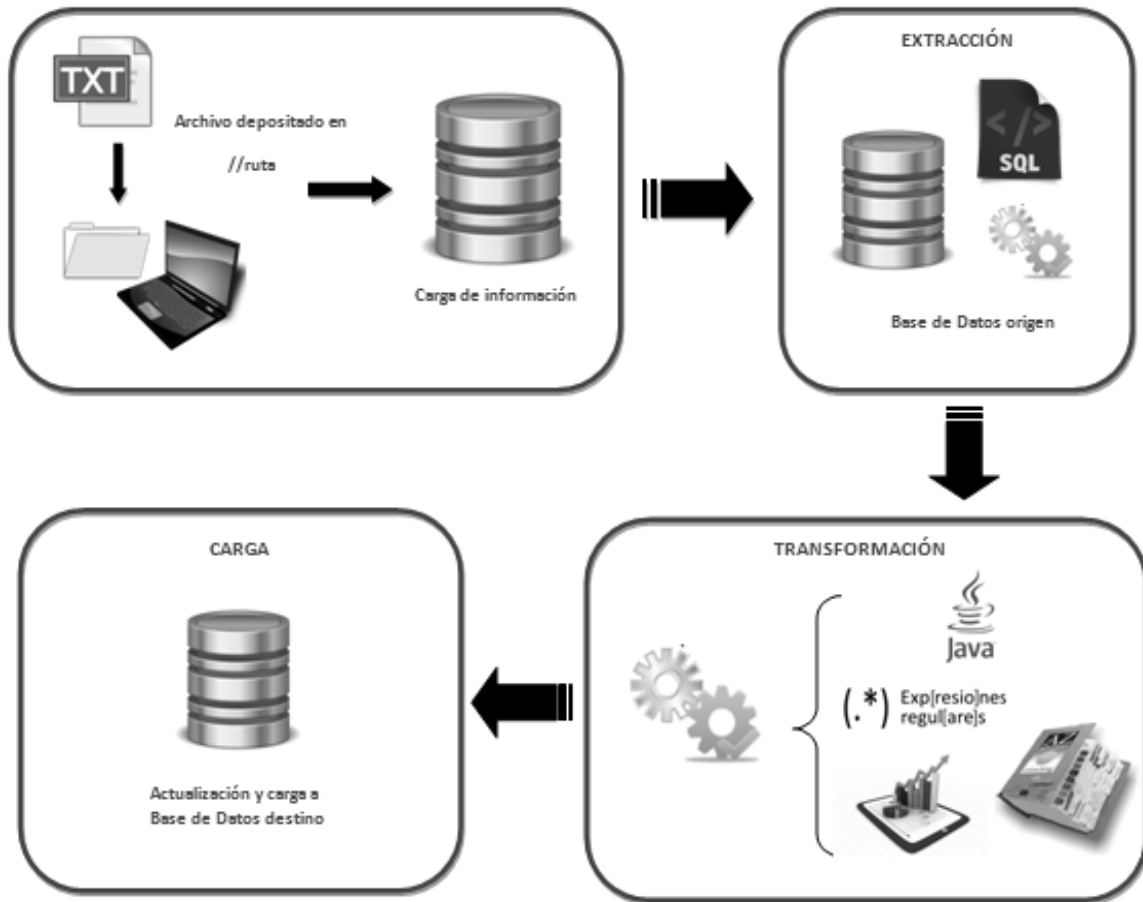 TXT
Archivo depositado en
//ruta
Carga de información
EXTRACCIÓN
</>
SQL
Base de Datos origen
TRANSFORMACIÓN
Java
(.*) Exp[resio]nes
regul[are]s
CARGA
Actualización y carga a
Base de Datos destino